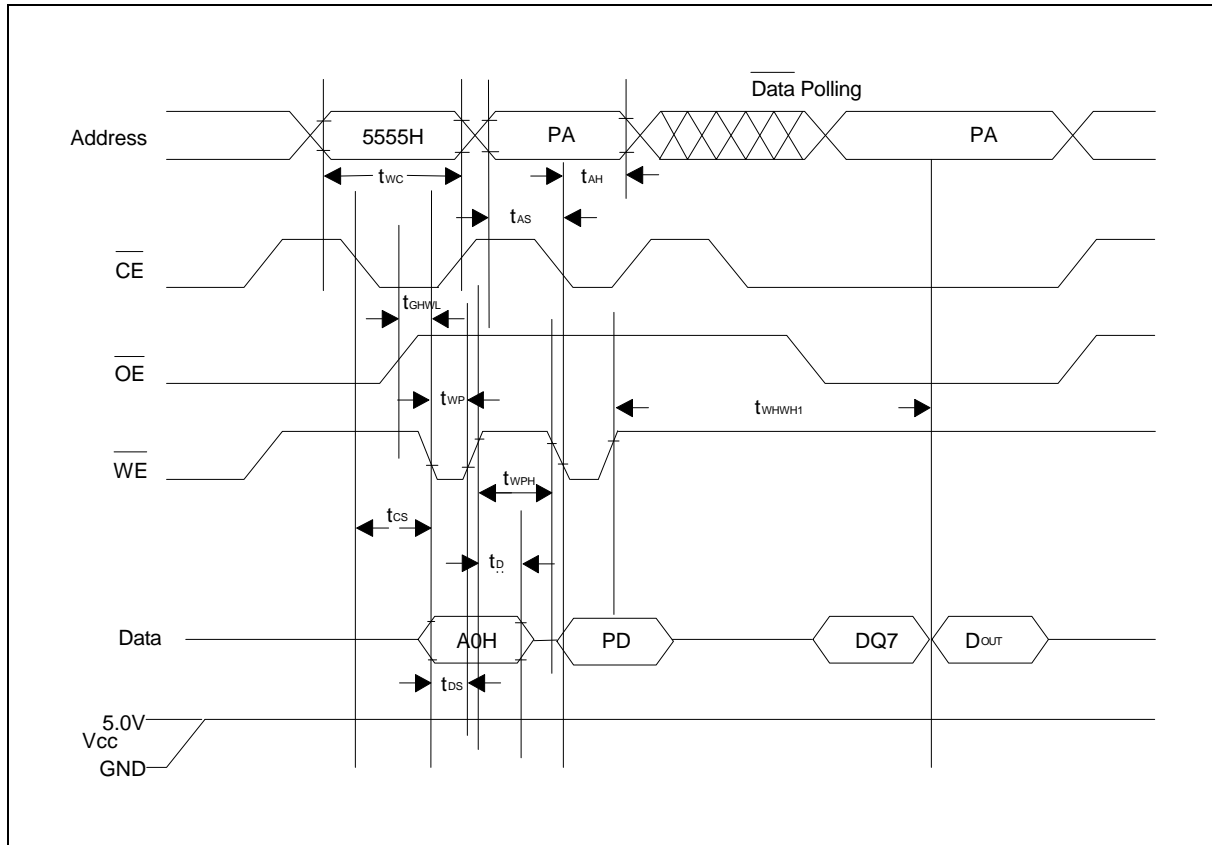 Data Polling
Address 5555H PA PA
tWC tAH
tAS
CE
tGHWL
OE
tWP tWHWH1
WE
tWPH
tCS
tD
Data A0H PD DQ7 DOUT
tDS
5.0V
Vcc
GND